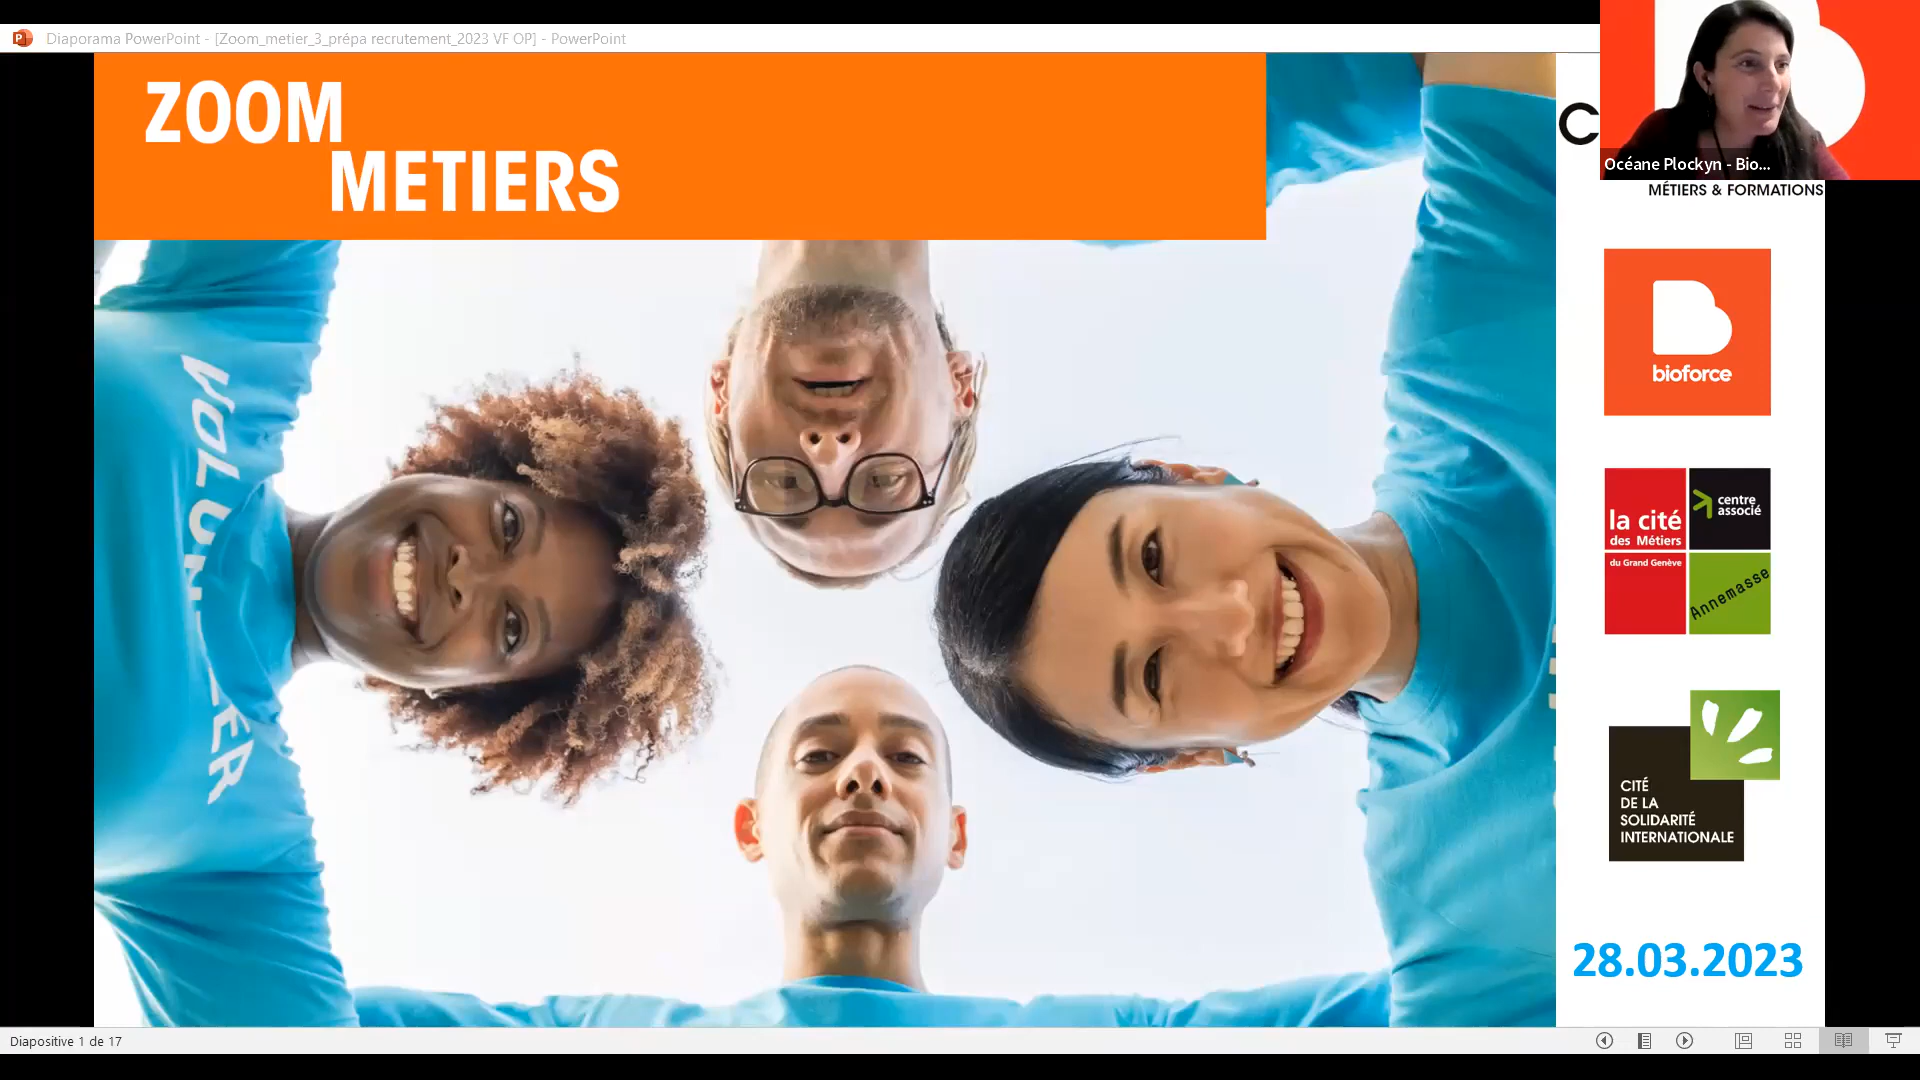 Diaporama PowerPoint - [Zoom_metier_3_prépa recrutement_2023 VF OP] - PowerPoint
ZOOM
METIERS
C
Océane Plockyn - Bio...
MÉTIERS & FORMATIONS
bioforce
la cité
des Métiers
du Grand Genève
centre
associé
Annemasse
CITÉ
DE LA
SOLIDARITÉ
INTERNATIONALE
28.03.2023
Diapositive 1 de 17